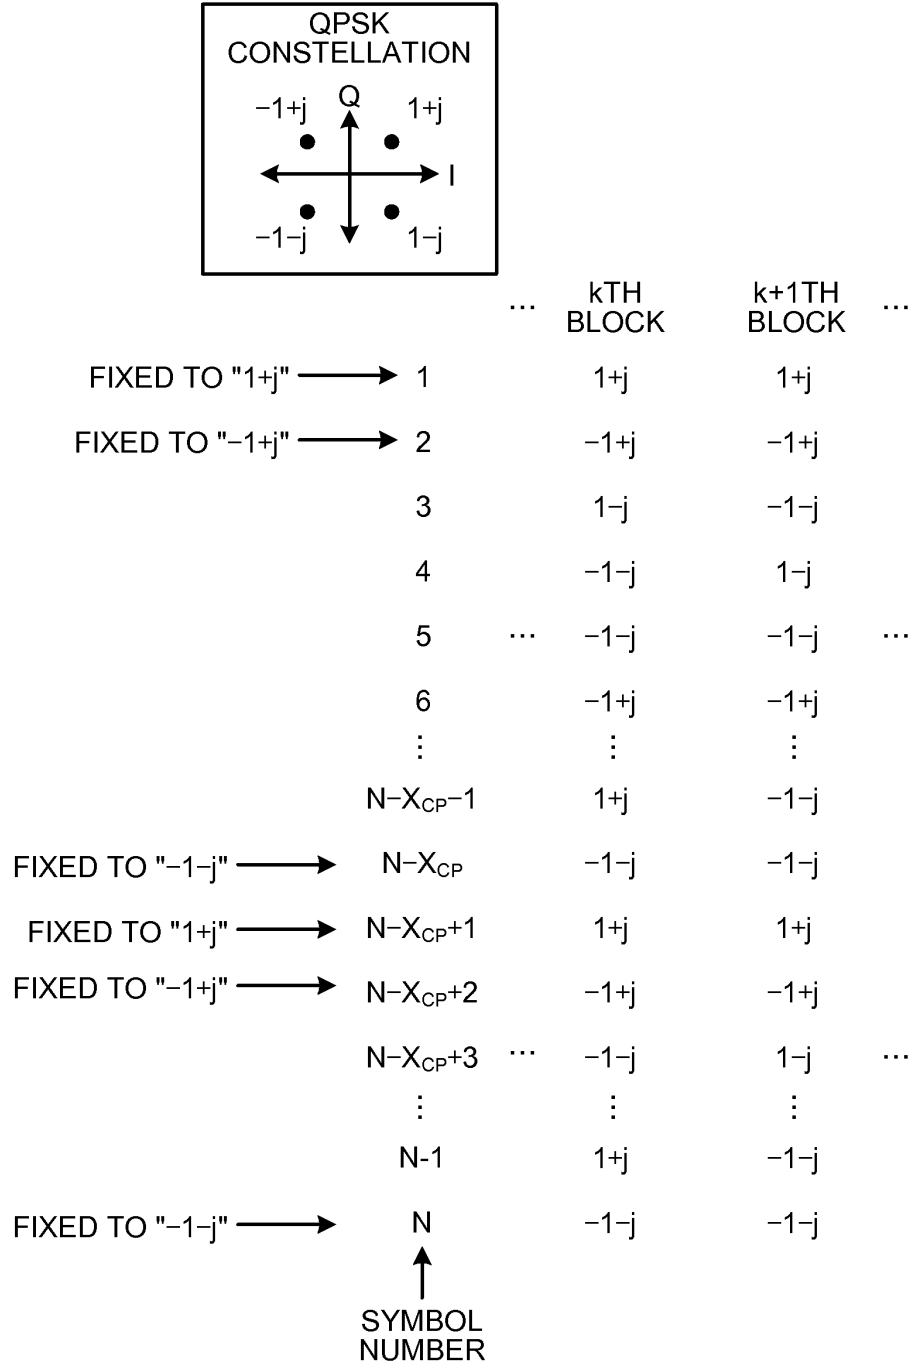 QPSK
CONSTELLATION
−1+j Q 1+j
I
−1−j 1−j
... kTH BLOCK k+1TH BLOCK ...
FIXED TO "1+j" 1 1+j 1+j
FIXED TO "−1+j" 2 −1+j −1+j
3 1−j −1−j
4 −1−j 1−j
5 ... −1−j −1−j ...
6 −1+j −1+j
⋮ ⋮ ⋮
N−XCP−1 1+j −1−j
FIXED TO "−1−j" N−XCP −1−j −1−j
FIXED TO "1+j" N−XCP+1 1+j 1+j
FIXED TO "−1+j" N−XCP+2 −1+j −1+j
N−XCP+3 ... −1−j 1−j ...
⋮ ⋮ ⋮
N-1 1+j −1−j
FIXED TO "−1−j" N −1−j −1−j
SYMBOL
NUMBER